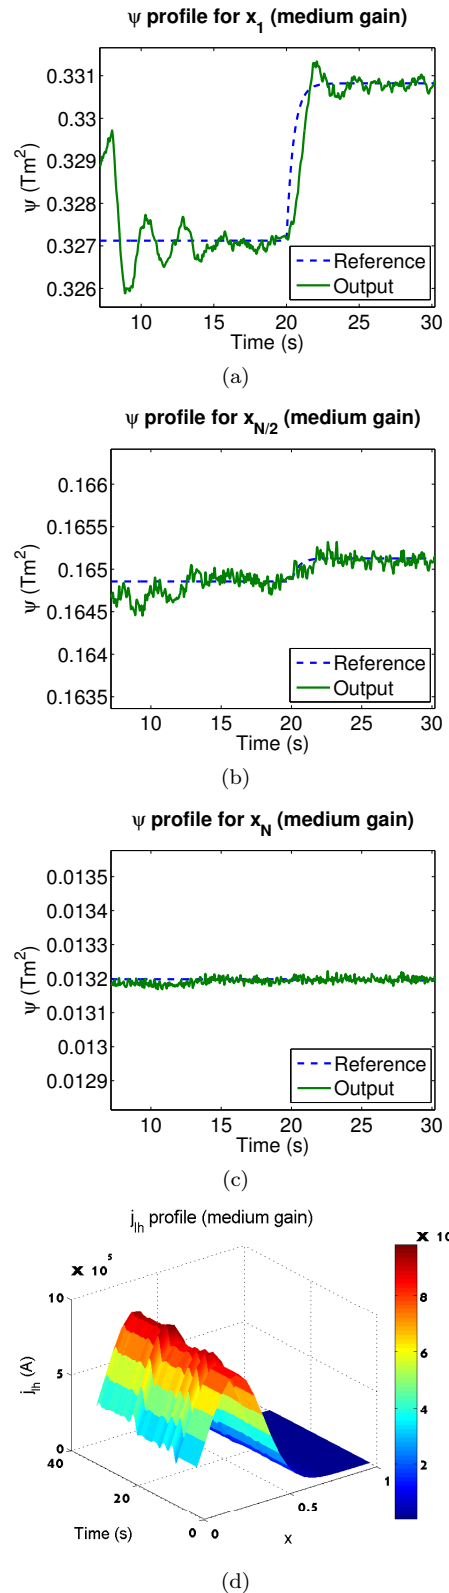 ψ profile for x1 (medium gain)
0.331
0.33
0.329
0.328
0.327
0.326
ψ (Tm2)
Reference
Output
10 15 20 25 30
Time (s)
(a)
ψ profile for xN/2 (medium gain)
0.166
0.1655
0.165
0.1645
0.164
0.1635
ψ (Tm2)
Reference
Output
10 15 20 25 30
Time (s)
(b)
ψ profile for xN (medium gain)
0.0135
0.0134
0.0133
0.0132
0.0131
0.013
0.0129
ψ (Tm2)
Reference
Output
10 15 20 25 30
Time (s)
(c)
jlh profile (medium gain)
x 10 5
x 10
10
5
0
jlh (A)
40
20
0
Time (s)
0
0.5
1
x
8
6
4
2
(d)